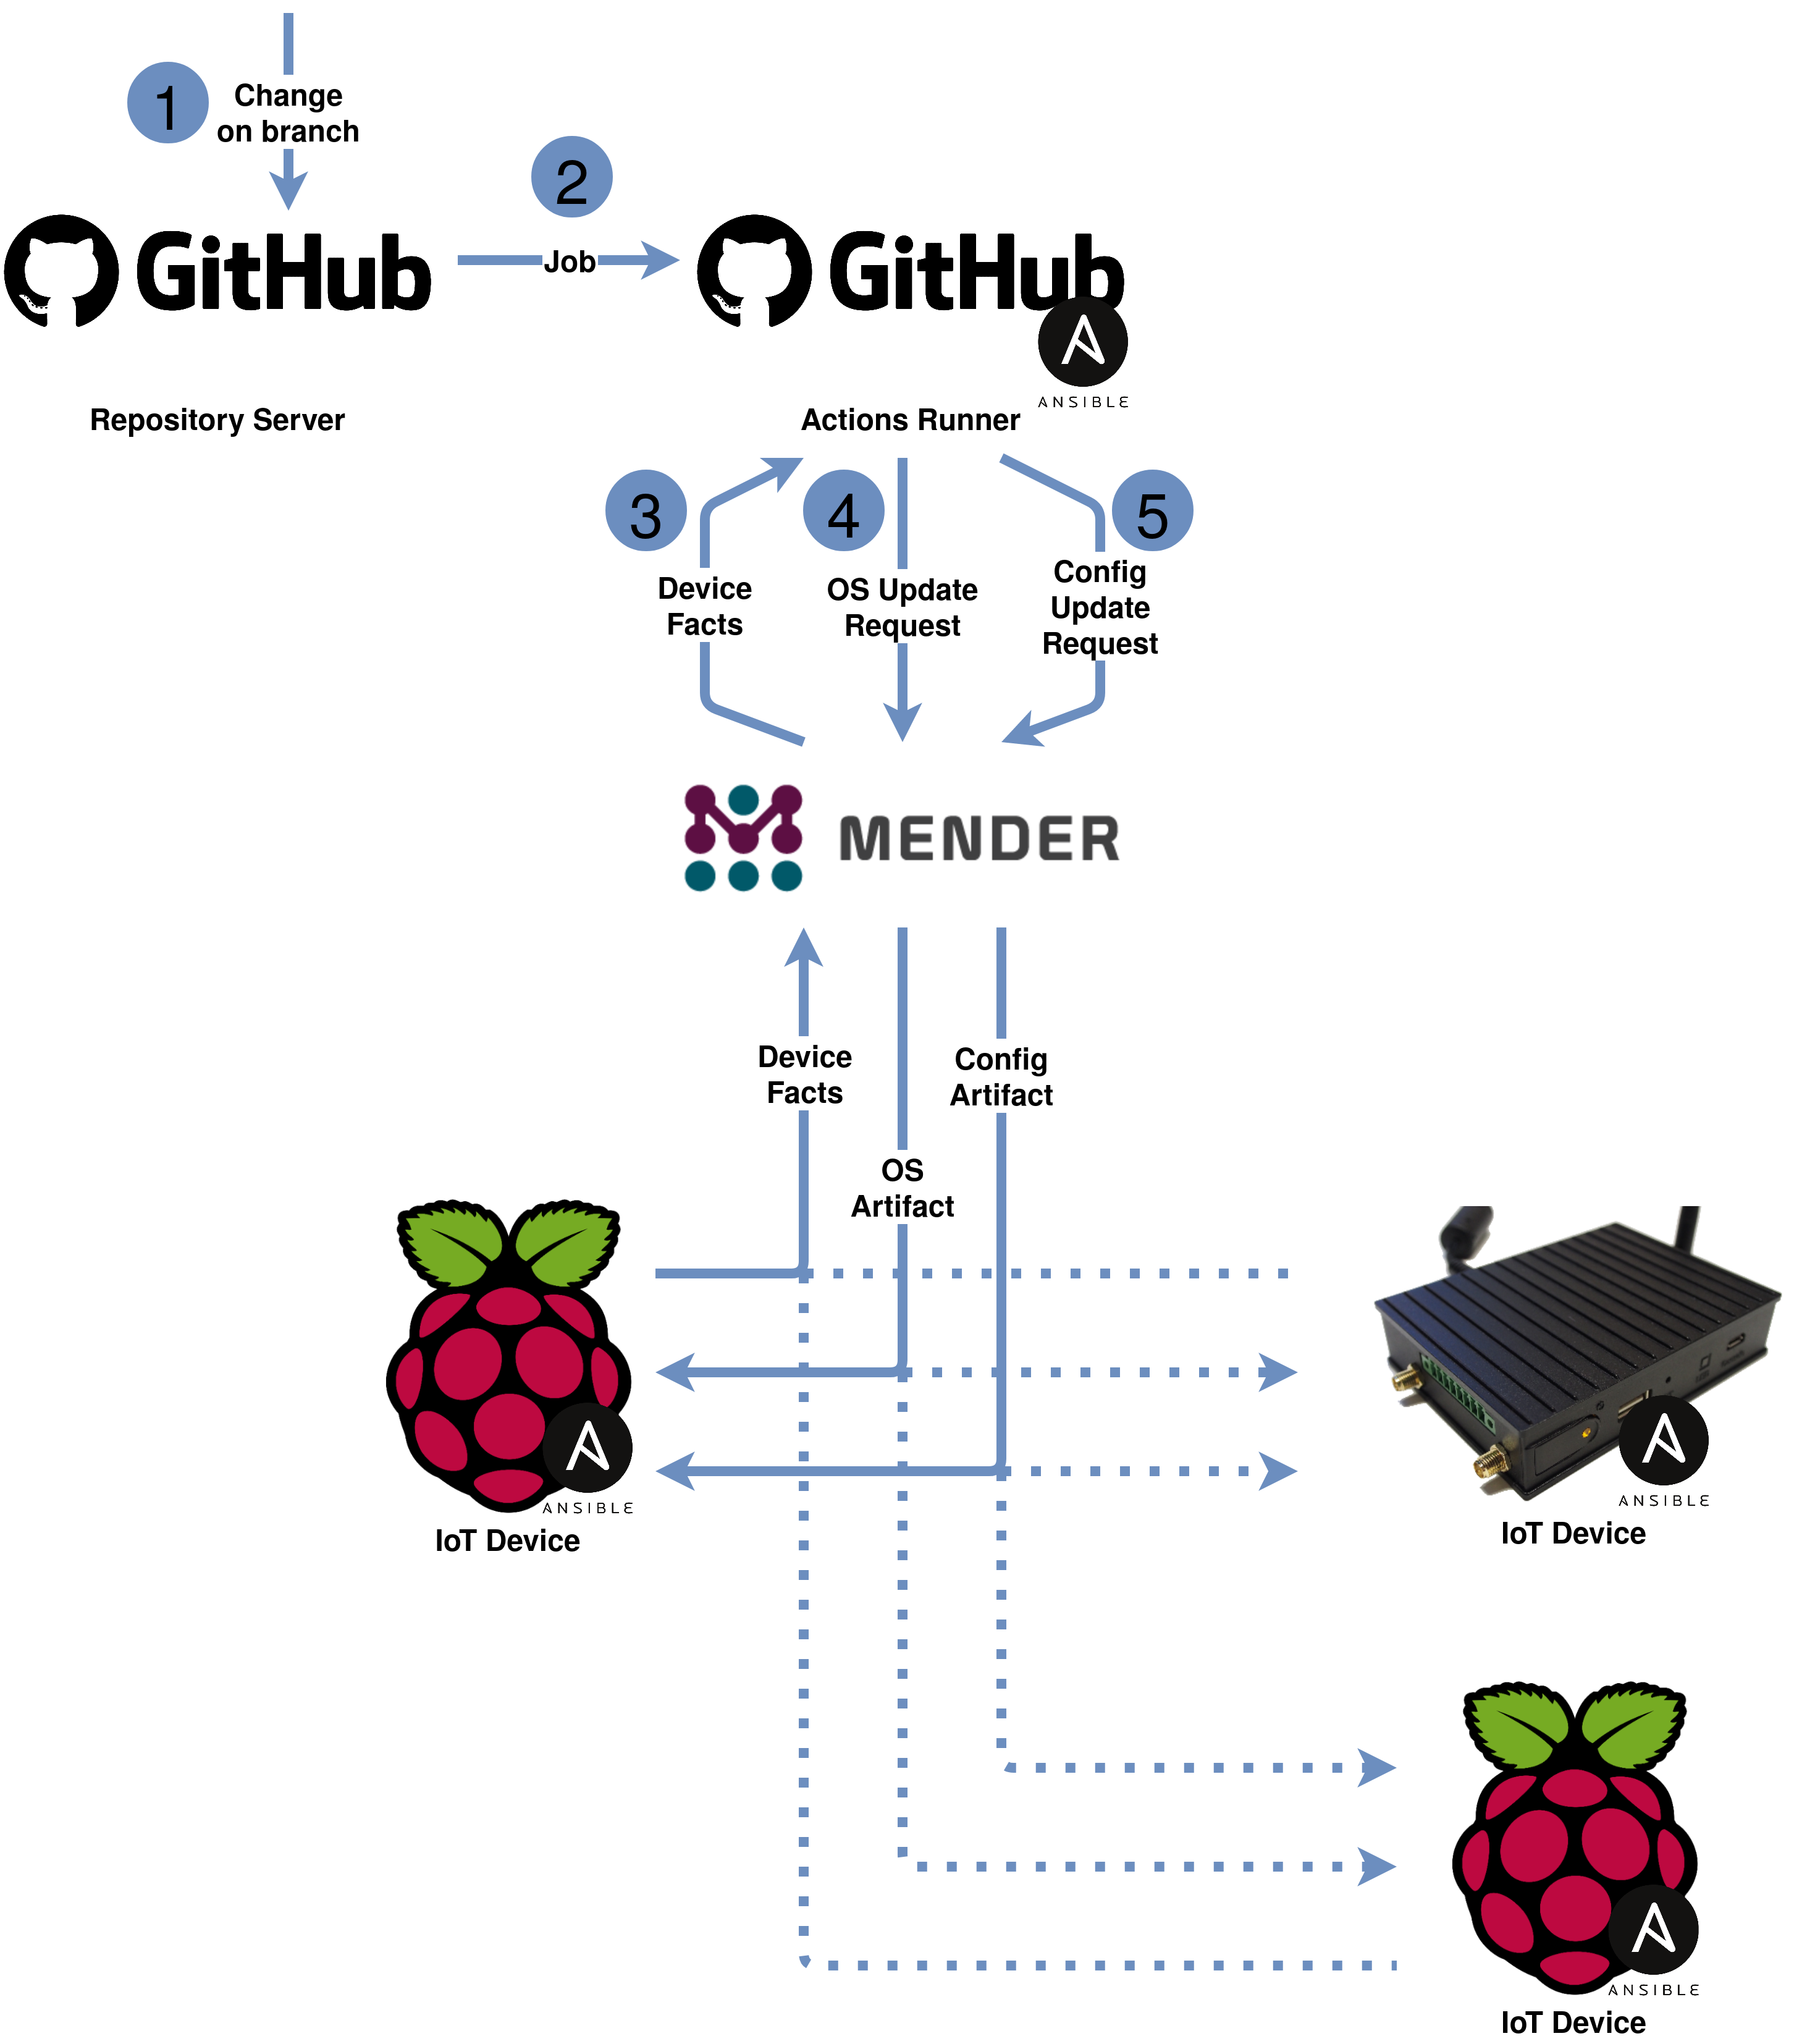 1
Change
on branch
2
Job
GitHub
GitHub
ANSIBLE
Repository Server
Actions Runner
3
4
5
Device
Facts
OS Update
Request
Config
Update
Request
MENDER
Device
Facts
Config
Artifact
OS
Artifact
ANSIBLE
IoT Device
ANSIBLE
IoT Device
ANSIBLE
IoT Device